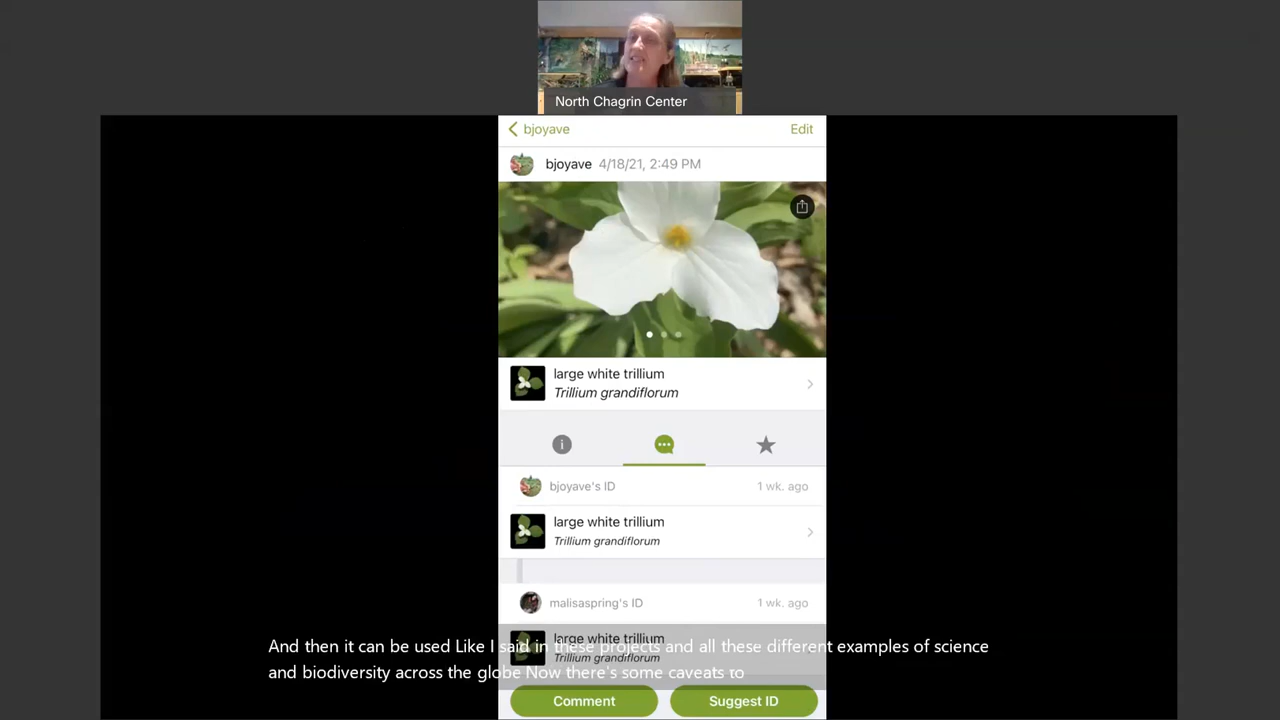 North Chagrin Center
bjoyave Edit
bjoyave 4/18/21, 2:49 PM
large white trillium
Trillium grandiflorum
bjoyave's ID 1 wk. ago
large white trillium
Trillium grandiflorum
malisaspring's ID 1 wk. ago
large white trillium
Trillium grandiflorum
And then it can be used Like I said in these projects and all these different examples of science
and biodiversity across the globe Now there's some caveats to
Comment Suggest ID